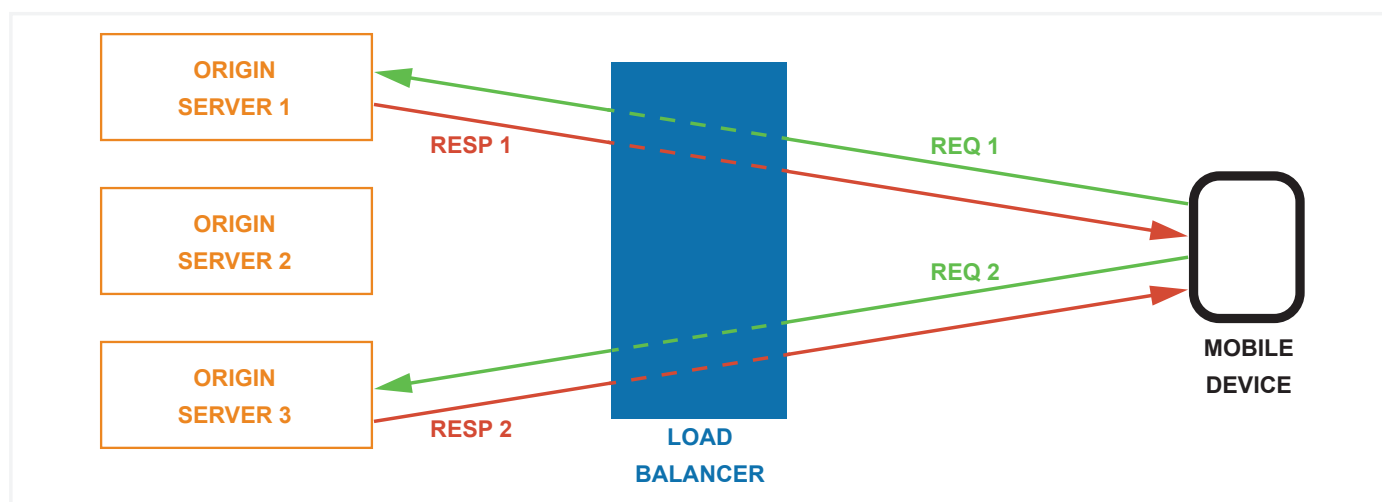 ORIGIN
SERVER 1
RESP 1
REQ 1
ORIGIN
SERVER 2
REQ 2
MOBILE
DEVICE
ORIGIN
SERVER 3
RESP 2
LOAD
BALANCER